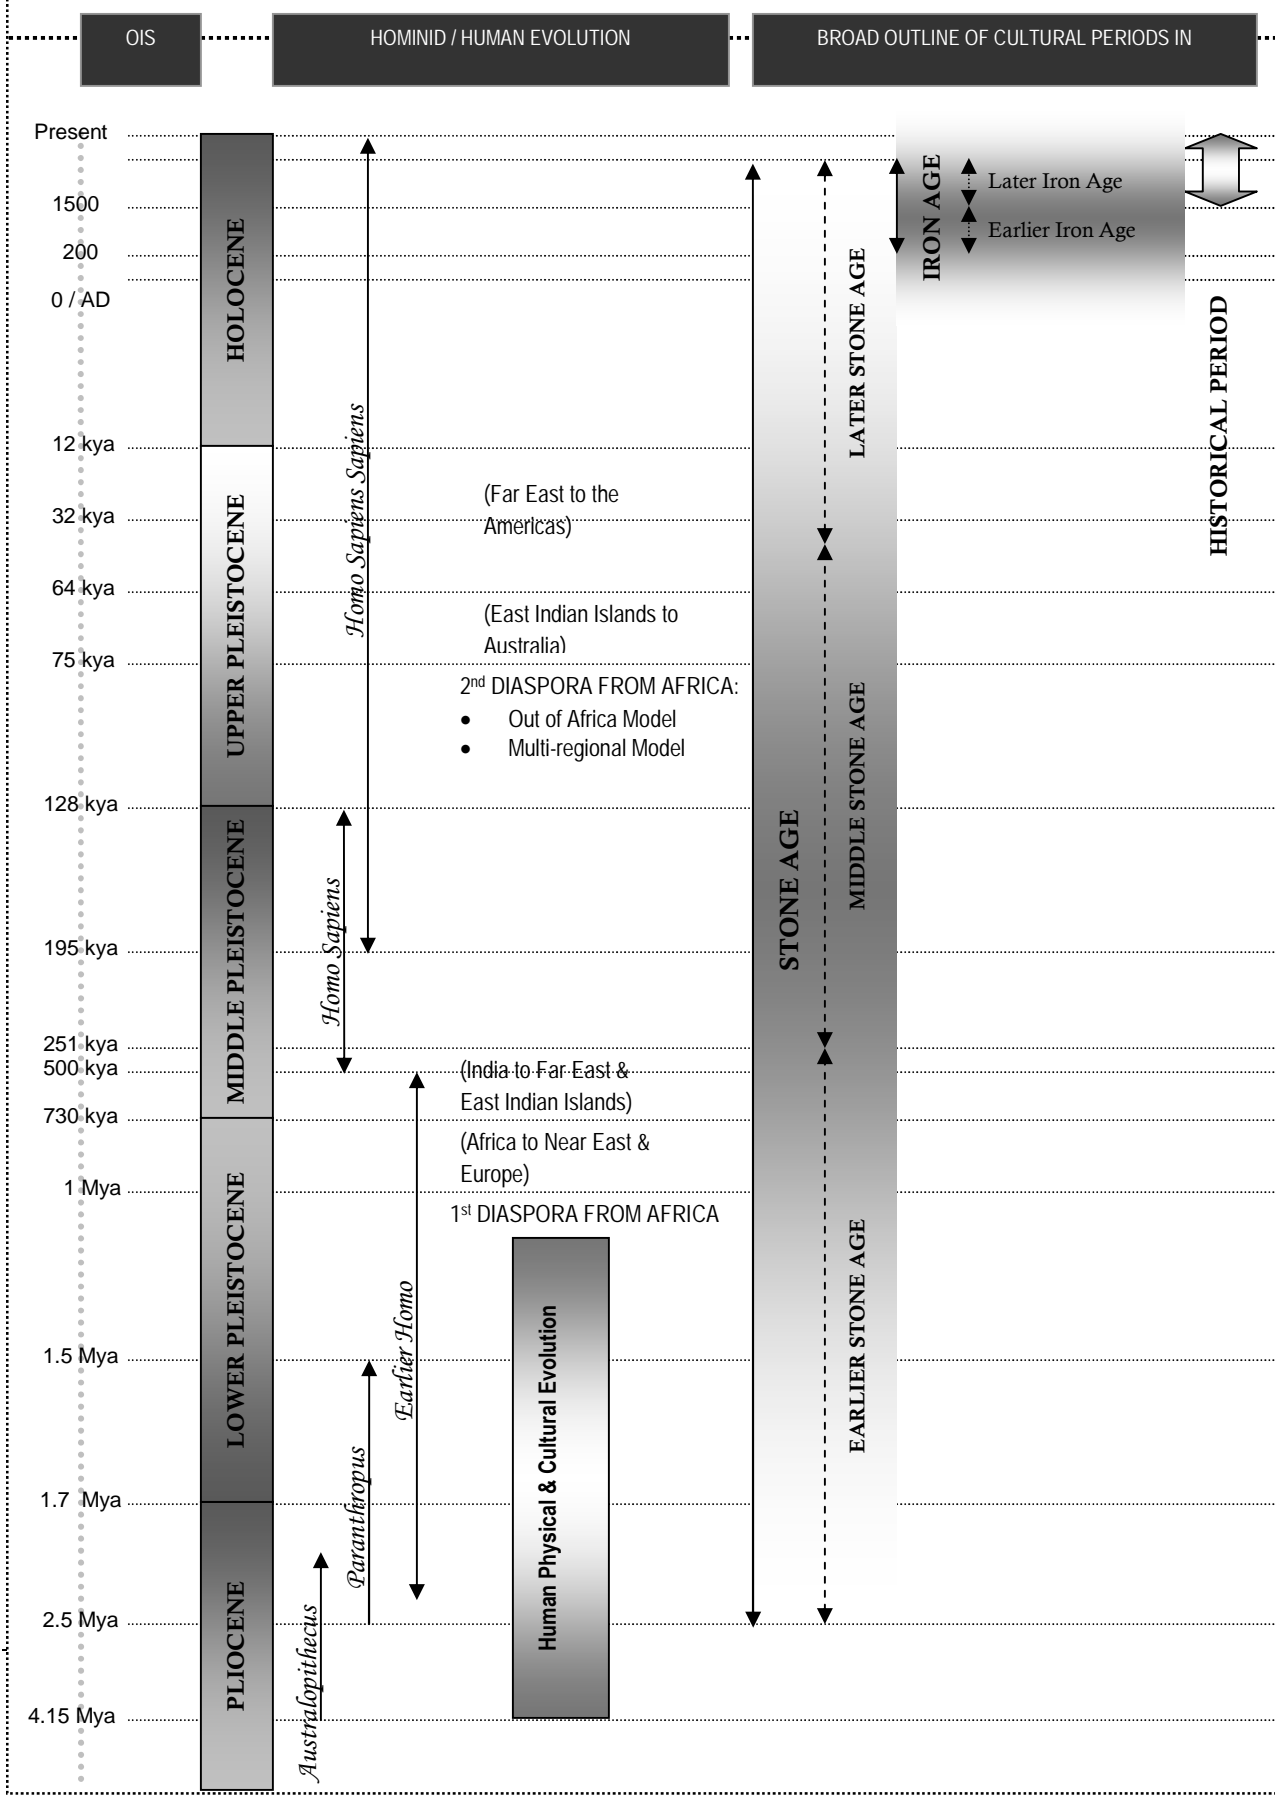 OIS
HOMINID / HUMAN EVOLUTION
BROAD OUTLINE OF CULTURAL PERIODS IN
Present
1500
200
0 / AD
12 kya
32 kya
64 kya
75 kya
128 kya
195 kya
251 kya
500 kya
730 kya
1 Mya
1.5 Mya
1.7 Mya
2.5 Mya
4.15 Mya
HOLOCENE
UPPER PLEISTOCENE
MIDDLE PLEISTOCENE
LOWER PLEISTOCENE
PLIOCENE
Homo Sapiens Sapiens
Homo Sapiens
Earlier Homo
Paranthropus
Australopithecus
(Far East to the
Americas)
(East Indian Islands to
Australia)
2nd DIASPORA FROM AFRICA:
• Out of Africa Model
• Multi-regional Model
(India to Far East &
East Indian Islands)
(Africa to Near East &
Europe)
1st DIASPORA FROM AFRICA
Human Physical & Cultural Evolution
STONE AGE
LATER STONE AGE
MIDDLE STONE AGE
EARLIER STONE AGE
IRON AGE
Later Iron Age
Earlier Iron Age
HISTORICAL PERIOD